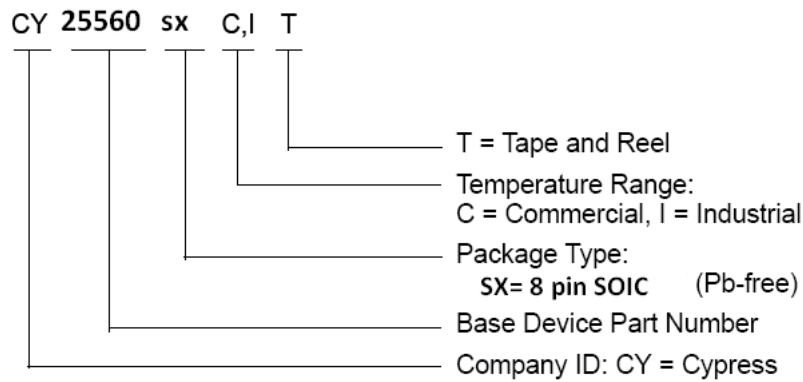 CY 25560 sx C,I T
T = Tape and Reel
Temperature Range:
C = Commercial, I = Industrial
Package Type:
SX= 8 pin SOIC (Pb-free)
Base Device Part Number
Company ID: CY = Cypress